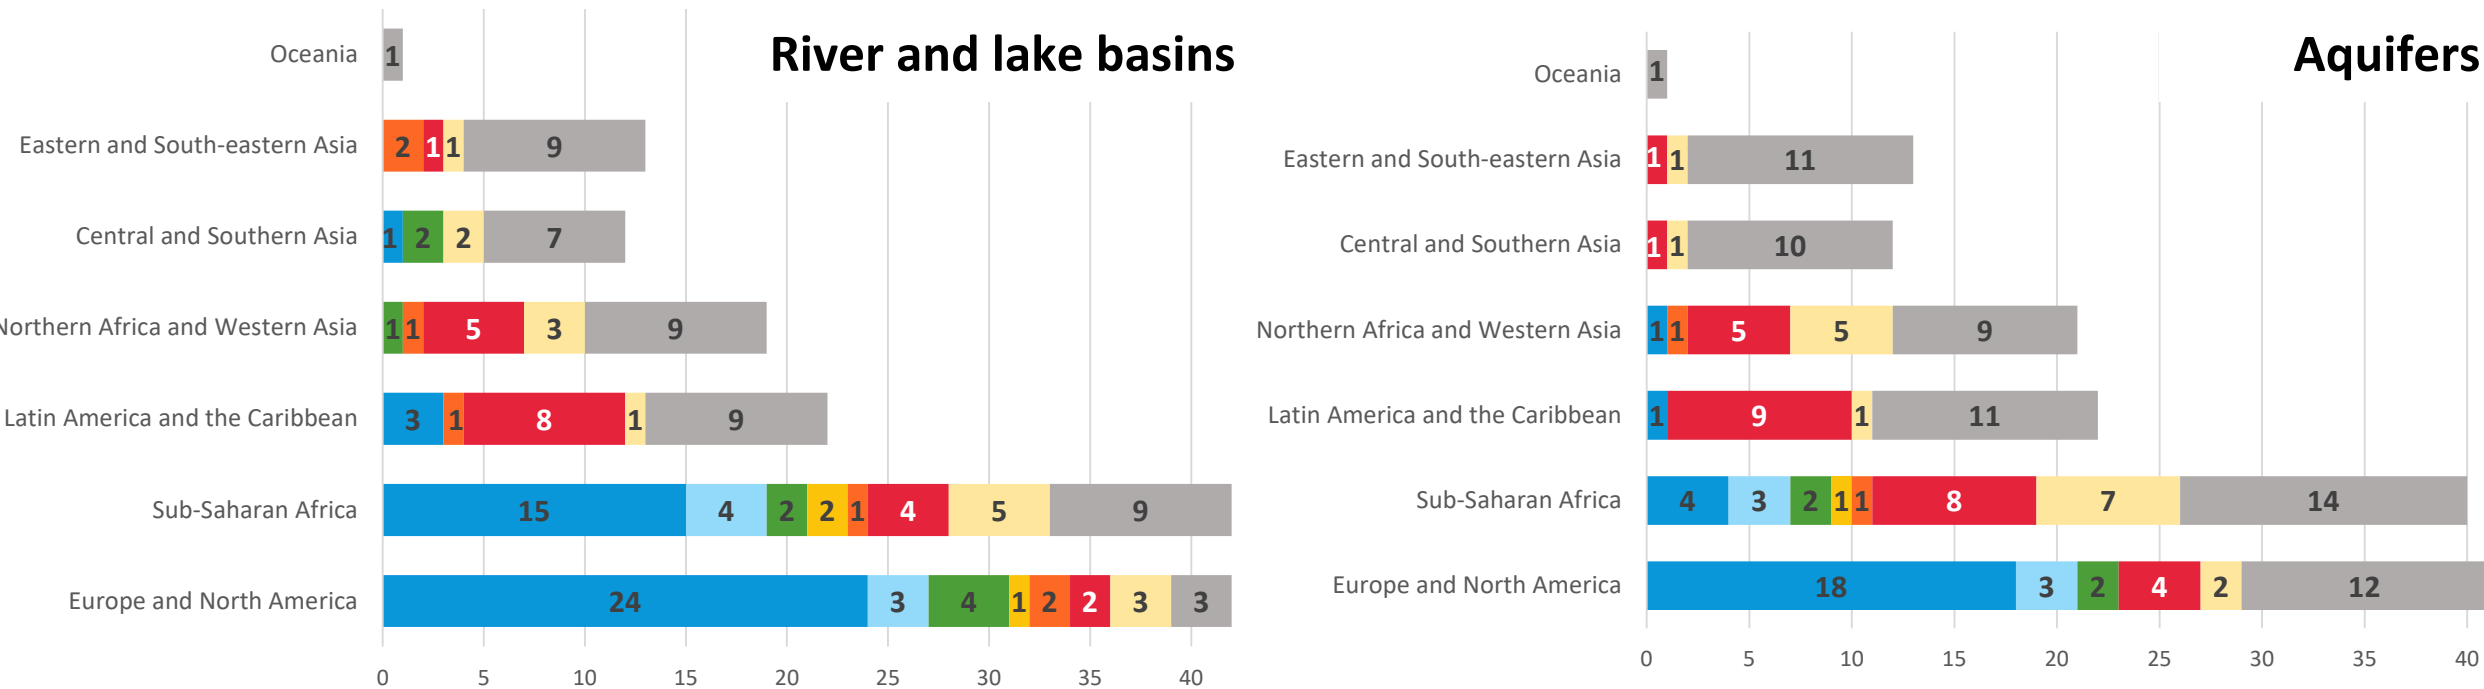 River and lake basins
Oceania
1
Eastern and South-eastern Asia
2 1 1 9
Central and Southern Asia
1 2 2 7
Northern Africa and Western Asia
1 1 5 3 9
Latin America and the Caribbean
3 1 8 1 9
Sub-Saharan Africa
15 4 2 2 1 4 5 9
Europe and North America
24 3 4 1 2 2 3 3
0 5 10 15 20 25 30 35 40
Aquifers
Oceania
1
Eastern and South-eastern Asia
1 1 11
Central and Southern Asia
1 1 10
Northern Africa and Western Asia
1 1 5 5 9
Latin America and the Caribbean
1 9 1 11
Sub-Saharan Africa
4 3 2 1 1 8 7 14
Europe and North America
18 3 2 4 2 12
0 5 10 15 20 25 30 35 40